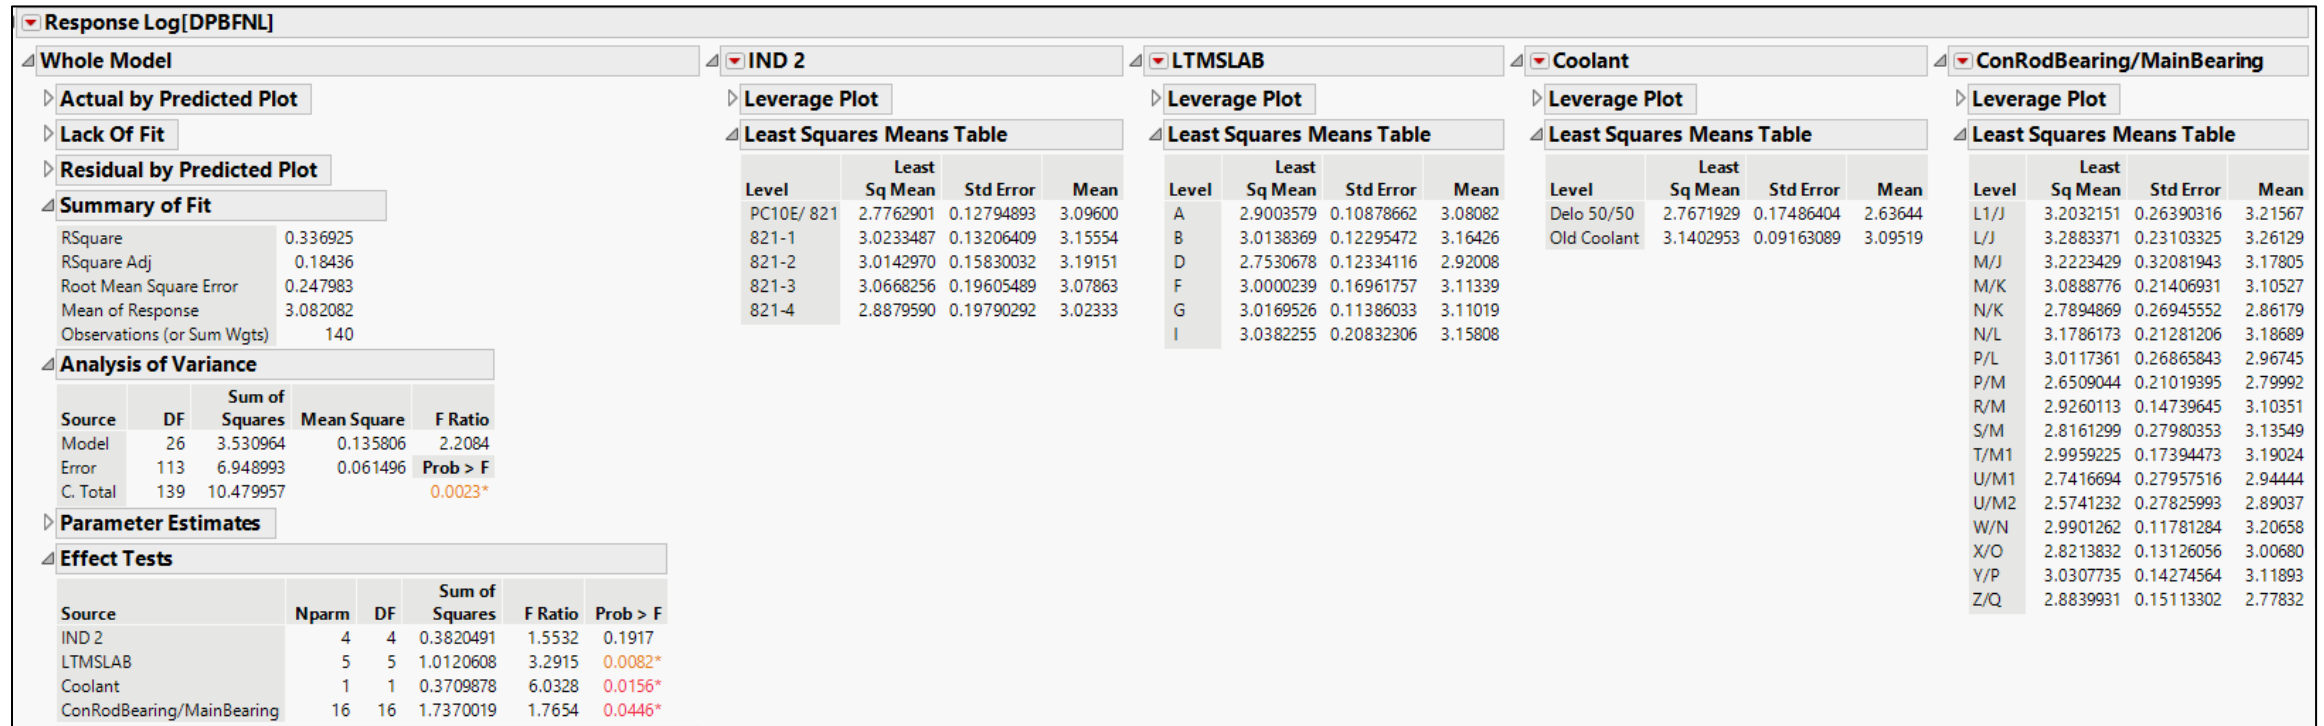 Response Log[DPBFNL]
Whole Model
Actual by Predicted Plot
Lack Of Fit
Residual by Predicted Plot
Summary of Fit
RSquare 0.336925
RSquare Adj 0.18436
Root Mean Square Error 0.247983
Mean of Response 3.082082
Observations (or Sum Wgts) 140
Analysis of Variance
Sum of
Source DF Squares Mean Square F Ratio
Model 26 3.530964 0.135806 2.2084
Error 113 6.948993 0.061496 Prob > F
C. Total 139 10.479957 0.0023*
Parameter Estimates
Effect Tests
Sum of
Source Nparm DF Squares F Ratio Prob > F
IND 2 4 4 0.3820491 1.5532 0.1917
LTMSLAB 5 5 1.0120608 3.2915 0.0082*
Coolant 1 1 0.3709878 6.0328 0.0156*
ConRodBearing/MainBearing 16 16 1.7370019 1.7654 0.0446*
IND 2
Leverage Plot
Least Squares Means Table
Least
Level Sq Mean Std Error Mean
PC10E/ 821 2.7762901 0.12794893 3.09600
821-1 3.0233487 0.13206409 3.15554
821-2 3.0142970 0.15830032 3.19151
821-3 3.0668256 0.19605489 3.07863
821-4 2.8879590 0.19790292 3.02333
LTMSLAB
Leverage Plot
Least Squares Means Table
Least
Level Sq Mean Std Error Mean
A 2.9003579 0.10878662 3.08082
B 3.0138369 0.12295472 3.16426
D 2.7530678 0.12334116 2.92008
F 3.0000239 0.16961757 3.11339
G 3.0169526 0.11386033 3.11019
I 3.0382255 0.20832306 3.15808
Coolant
Leverage Plot
Least Squares Means Table
Least
Level Sq Mean Std Error Mean
Delo 50/50 2.7671929 0.17486404 2.63644
Old Coolant 3.1402953 0.09163089 3.09519
ConRodBearing/MainBearing
Leverage Plot
Least Squares Means Table
Least
Level Sq Mean Std Error Mean
L1/J 3.2032151 0.26390316 3.21567
L/J 3.2883371 0.23103325 3.26129
M/J 3.2223429 0.32081943 3.17805
M/K 3.0888776 0.21406931 3.10527
N/K 2.7894869 0.26945552 2.86179
N/L 3.1786173 0.21281206 3.18689
P/L 3.0117361 0.26865843 2.96745
P/M 2.6509044 0.21019395 2.79992
R/M 2.9260113 0.14739645 3.10351
S/M 2.8161299 0.27980353 3.13549
T/M1 2.9959225 0.17394473 3.19024
U/M1 2.7416694 0.27957516 2.94444
U/M2 2.5741232 0.27825993 2.89037
W/N 2.9901262 0.11781284 3.20658
X/O 2.8213832 0.13126056 3.00680
Y/P 3.0307735 0.14274564 3.11893
Z/Q 2.8839931 0.15113302 2.77832